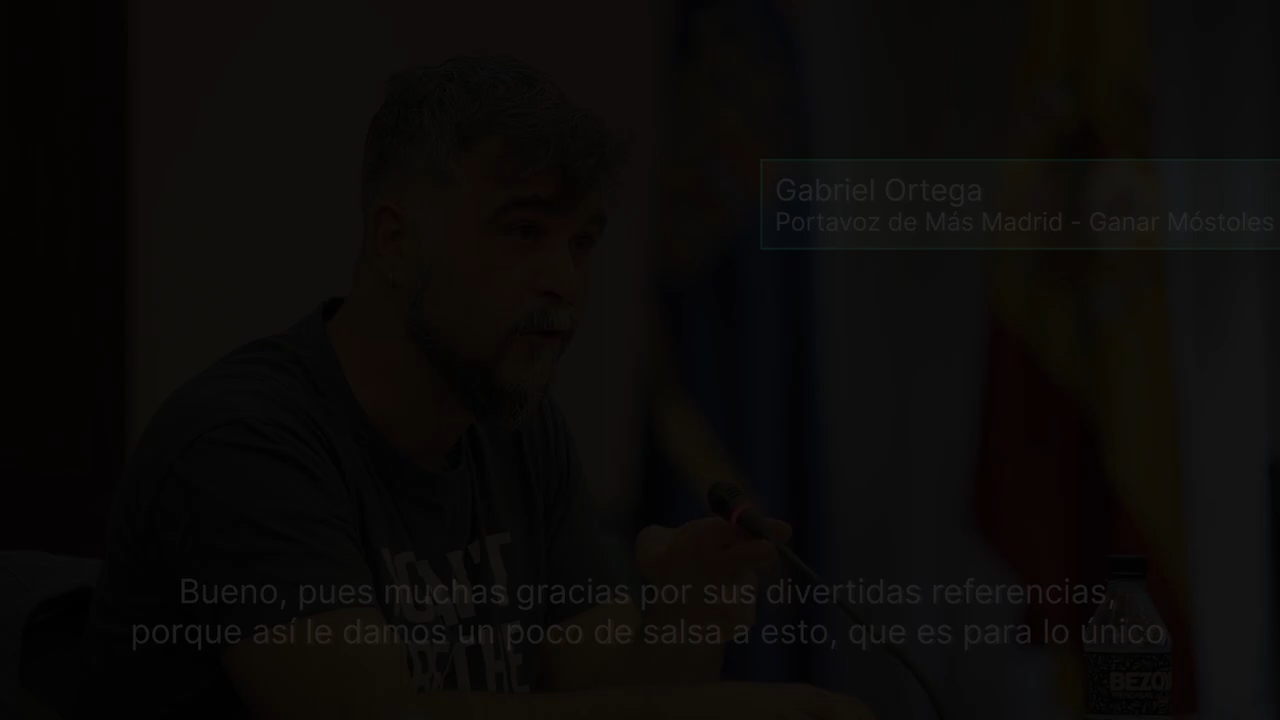 Gabriel Ortega
Portavoz de Más Madrid - Ganar Móstoles
Bueno, pues muchas gracias por sus divertidas referencias,
porque así le damos un poco de salsa a esto, que es para lo único